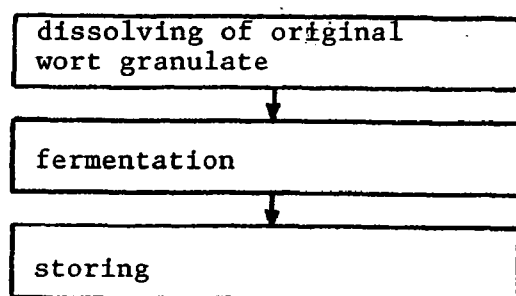 dissolving of original
wort granulate
fermentation
storing